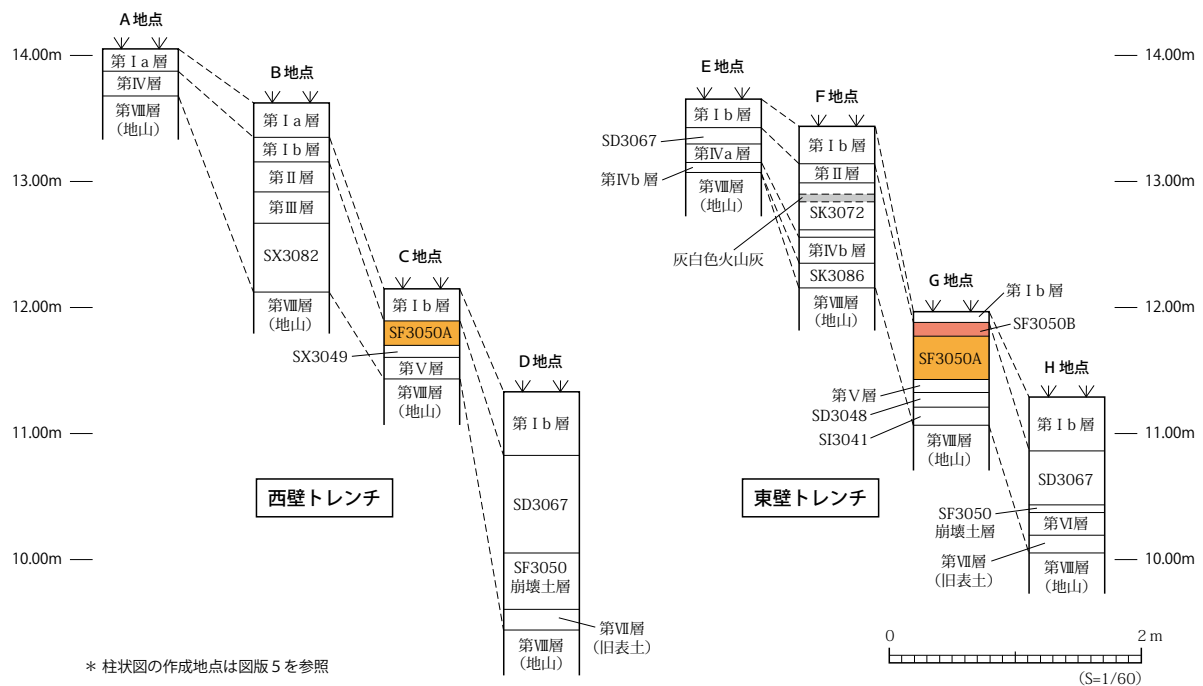 A 地点
14.00m
第Ⅰa 層
第Ⅳ層
第Ⅷ層
（地山）
B 地点
第Ⅰa 層
第Ⅰb 層
第Ⅱ層
第Ⅲ層
SX3082
第Ⅷ層
（地山）
13.00m
12.00m
11.00m
10.00m
C 地点
第Ⅰb 層
SF3050A
SX3049
第Ⅴ層
第Ⅷ層
（地山）
D 地点
第Ⅰb 層
SD3067
SF3050
崩壊土層
第Ⅶ層
（旧表土）
第Ⅷ層
（地山）
西壁トレンチ
＊ 柱状図の作成地点は図版 5 を参照
E 地点
第Ⅰb 層
SD3067
第Ⅳa 層
第Ⅳb 層
第Ⅷ層
（地山）
F 地点
第Ⅰb 層
第Ⅱ層
SK3072
灰白色火山灰
第Ⅳb 層
SK3086
第Ⅷ層
（地山）
G 地点
第Ⅰb 層
SF3050B
SF3050A
第Ⅴ層
SD3048
SI3041
第Ⅷ層
（地山）
H 地点
第Ⅰb 層
SD3067
SF3050
崩壊土層
第Ⅵ層
第Ⅶ層
（旧表土）
第Ⅷ層
（地山）
東壁トレンチ
14.00m
13.00m
12.00m
11.00m
10.00m
0
2 m
(S=1/60)